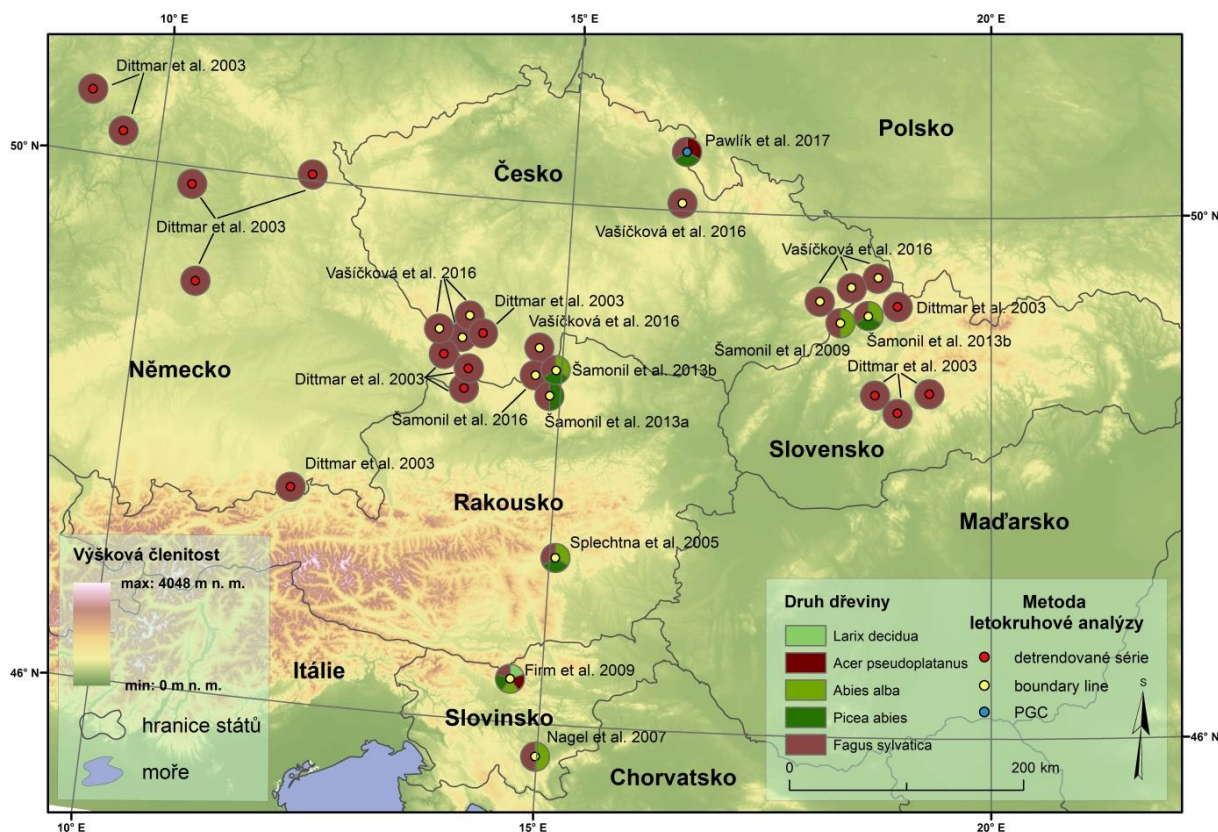 10° E
15° E
20° E
Dittmar et al. 2003
Polsko
Pawlík et al. 2017
50° N
Česko
Vašíčková et al. 2016
50° N
Dittmar et al. 2003
Vašíčková et al. 2016
Vašíčková et al. 2016
Dittmar et al. 2003
Dittmar et al. 2003
Vašíčková et al. 2016
Šamonil et al. 2013b
Šamonil et al. 2009
Německo
Dittmar et al. 2003
Šamonil et al. 2013b
Dittmar et al. 2003
Šamonil et al. 2016
Šamonil et al. 2013a
Slovensko
Dittmar et al. 2003
Rakousko
Maďarsko
Splechtna et al. 2005
Výšková členitost
max: 4048 m n. m.
min: 0 m n. m.
hranice států
moře
Itálie
Firm et al. 2009
46° N
Slovinsko
Nagel et al. 2007
46° N
Chorvatsko
Druh dřeviny
Larix decidua
Acer pseudoplatanus
Abies alba
Picea abies
Fagus sylvatica
Metoda
letokruhové analýzy
detrendované série
boundary line
PGC
S
0
200 km
10° E
15° E
20° E